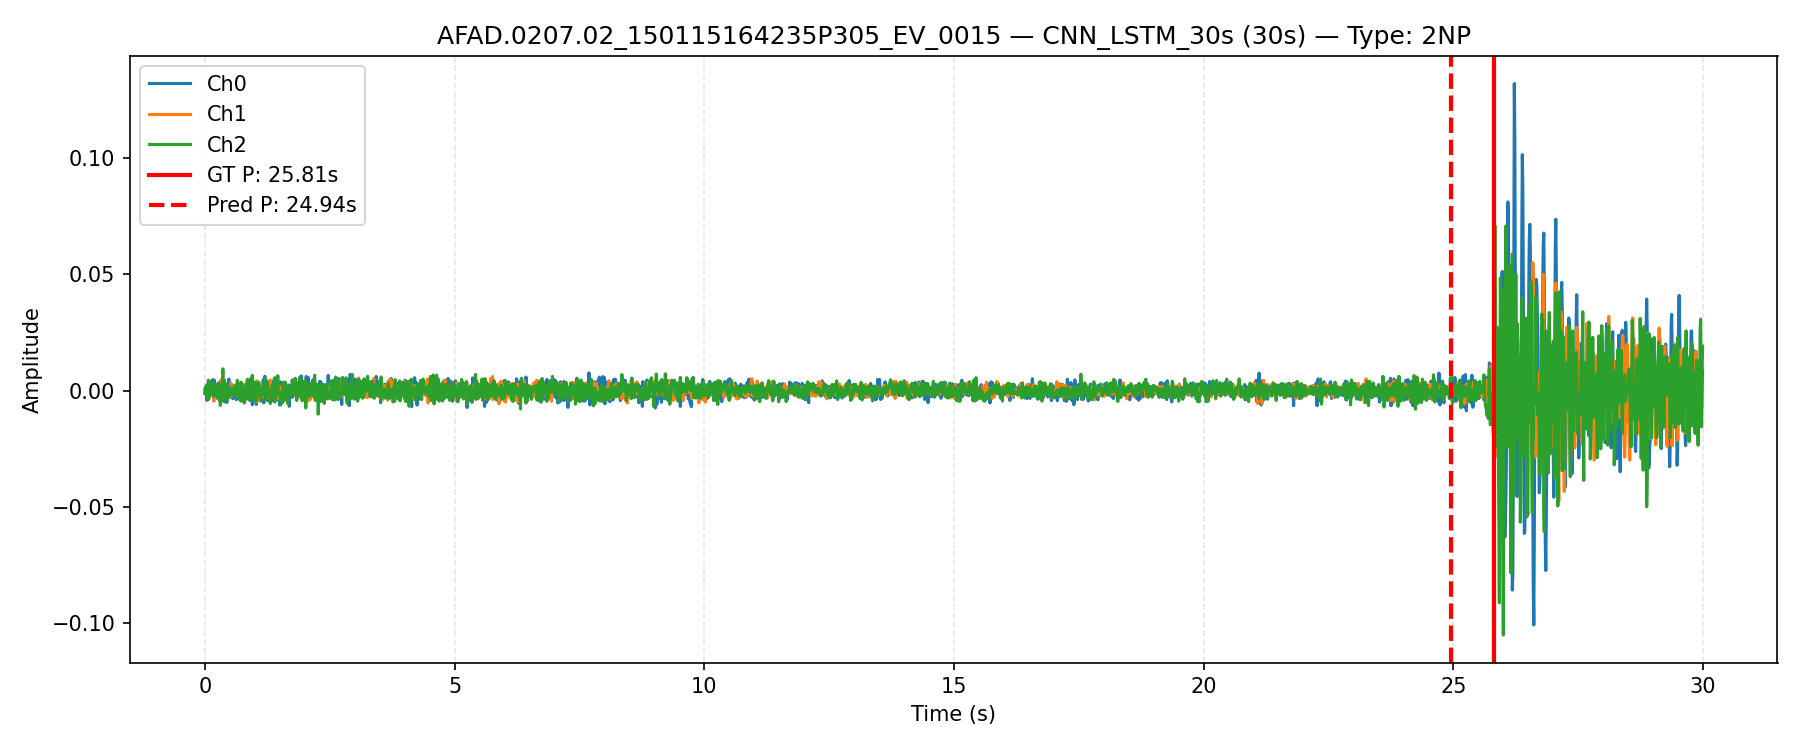 AFAD.0207.02_150115164235P305_EV_0015 — CNN_LSTM_30s (30s) — Type: 2NP
Ch0
Ch1
Ch2
GT P: 25.81s
Pred P: 24.94s
Amplitude
0.10
0.05
0.00
−0.05
−0.10
0 5 10 15 20 25 30
Time (s)